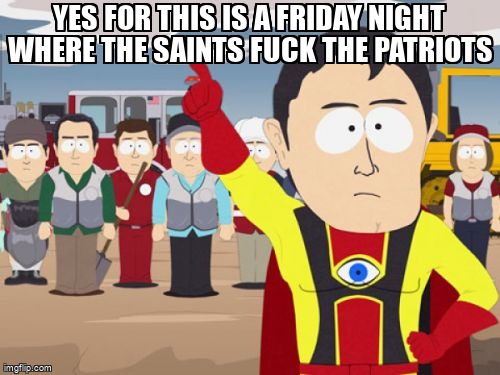 YES FOR THIS IS A FRIDAY NIGHT
WHERE THE SAINTS FUCK THE PATRIOTS
imgflip.com